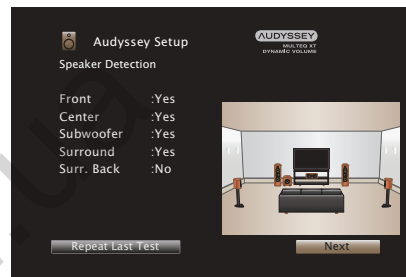 Audyssey Setup
AUDYSSEY
MULTEQ XT
DYNAMIC VOLUME
Speaker Detection
Front :Yes
Center :Yes
Subwoofer :Yes
Surround :Yes
Surr. Back :No
Repeat Last Test
Next